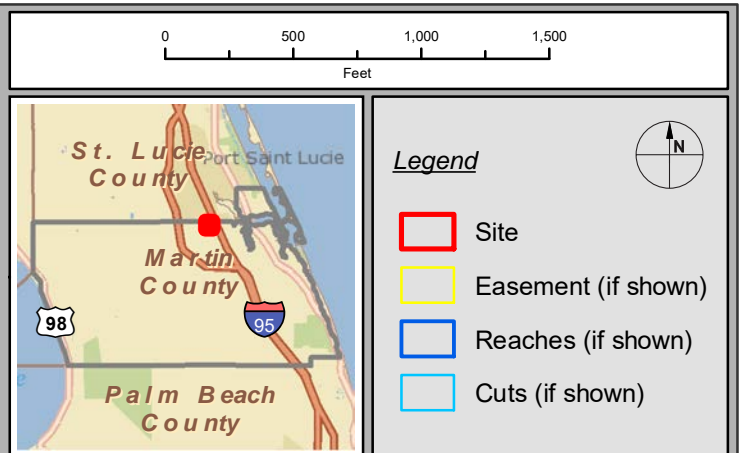 0 500 1,000 1,500
Feet
St. Lucie
County
Port Saint Lucie
Martin
County
98
95
Palm Beach
County
Legend
N
Site
Easement (if shown)
Reaches (if shown)
Cuts (if shown)